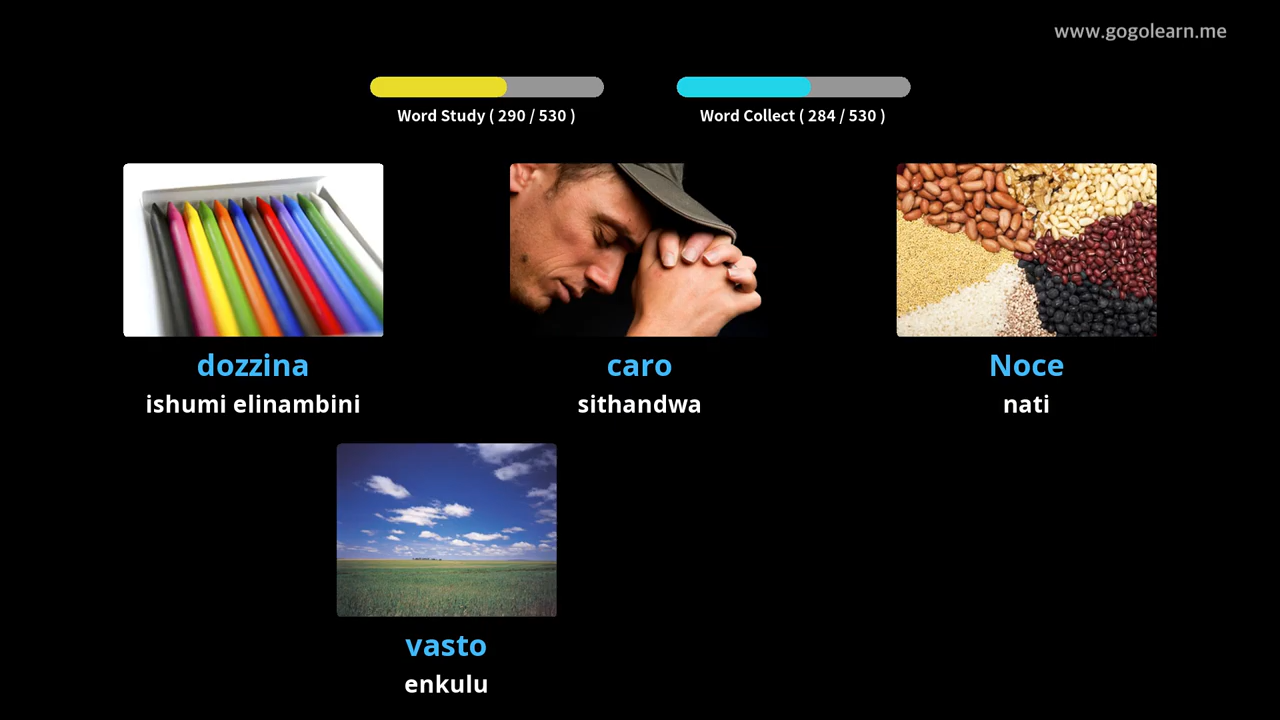 www.gogolearn.me
Word Study ( 290 / 530 )
Word Collect ( 284 / 530 )
dozzina
ishumi elinambini
caro
sithandwa
Noce
nati
vasto
enkulu